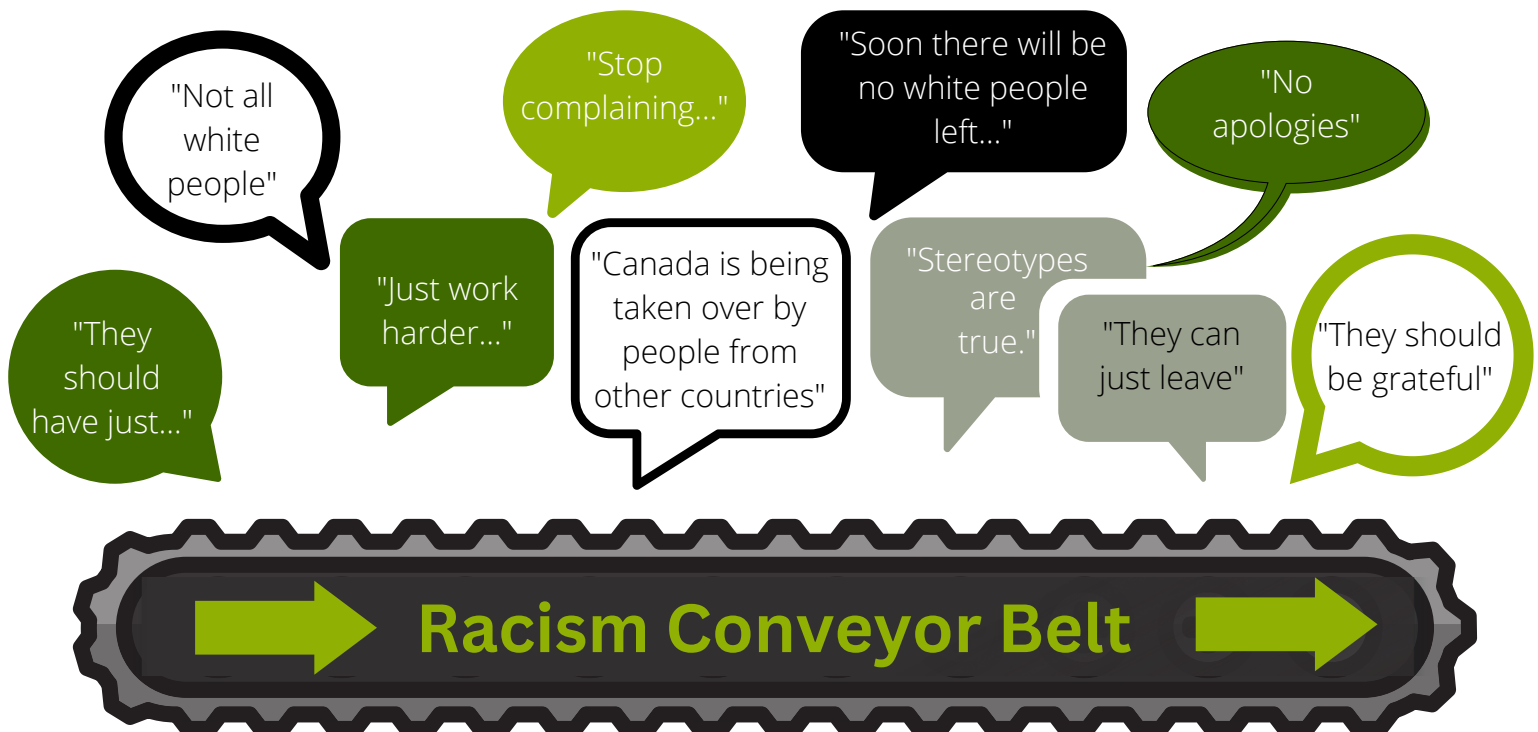 "Not all
white
people"
"Stop
complaining..."
"Soon there will be
no white people
left..."
"No
apologies"
"They
should
have just..."
"Just work
harder..."
"Canada is being
taken over by
people from
other countries"
"Stereotypes
are
true."
"They can
just leave"
"They should
be grateful"
Racism Conveyor Belt